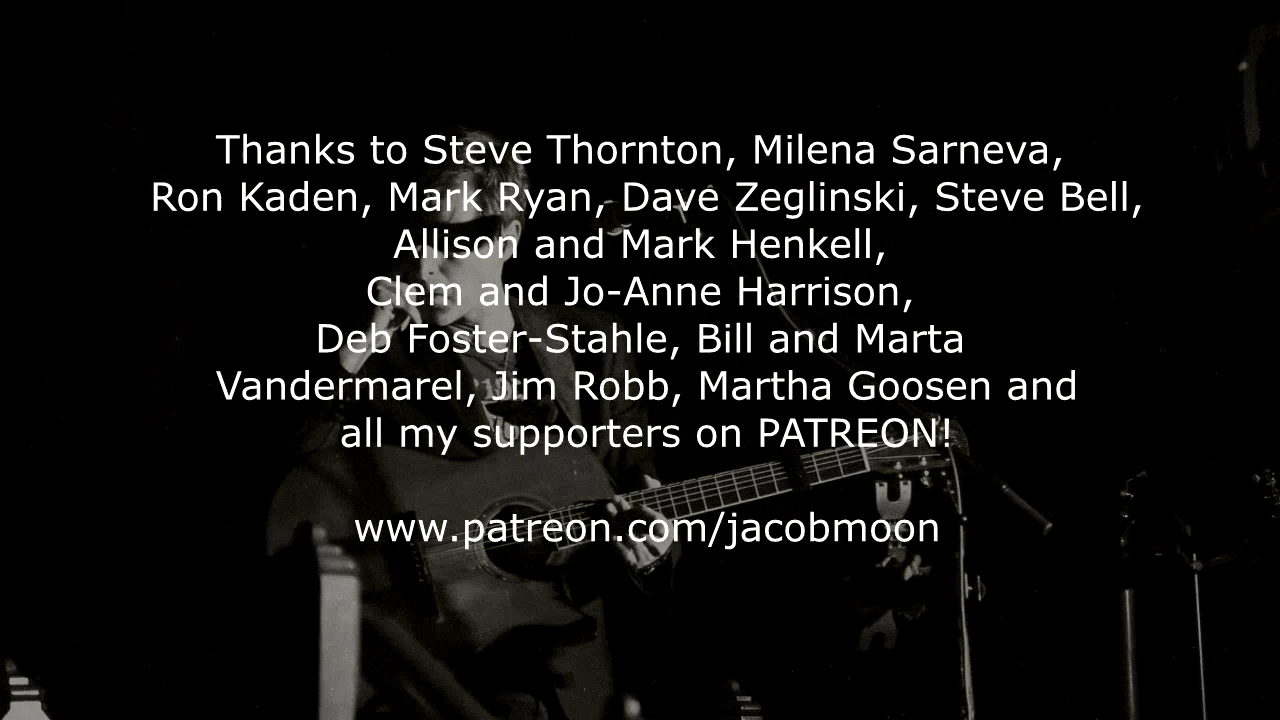 Thanks to Steve Thornton, Milena Sarneva,
Ron Kaden, Mark Ryan, Dave Zeglinski, Steve Bell,
Allison and Mark Henkell,
Clem and Jo-Anne Harrison,
Deb Foster-Stahle, Bill and Marta
Vandermarel, Jim Robb, Martha Goosen and
all my supporters on PATREON!
www.patreon.com/jacobmoon